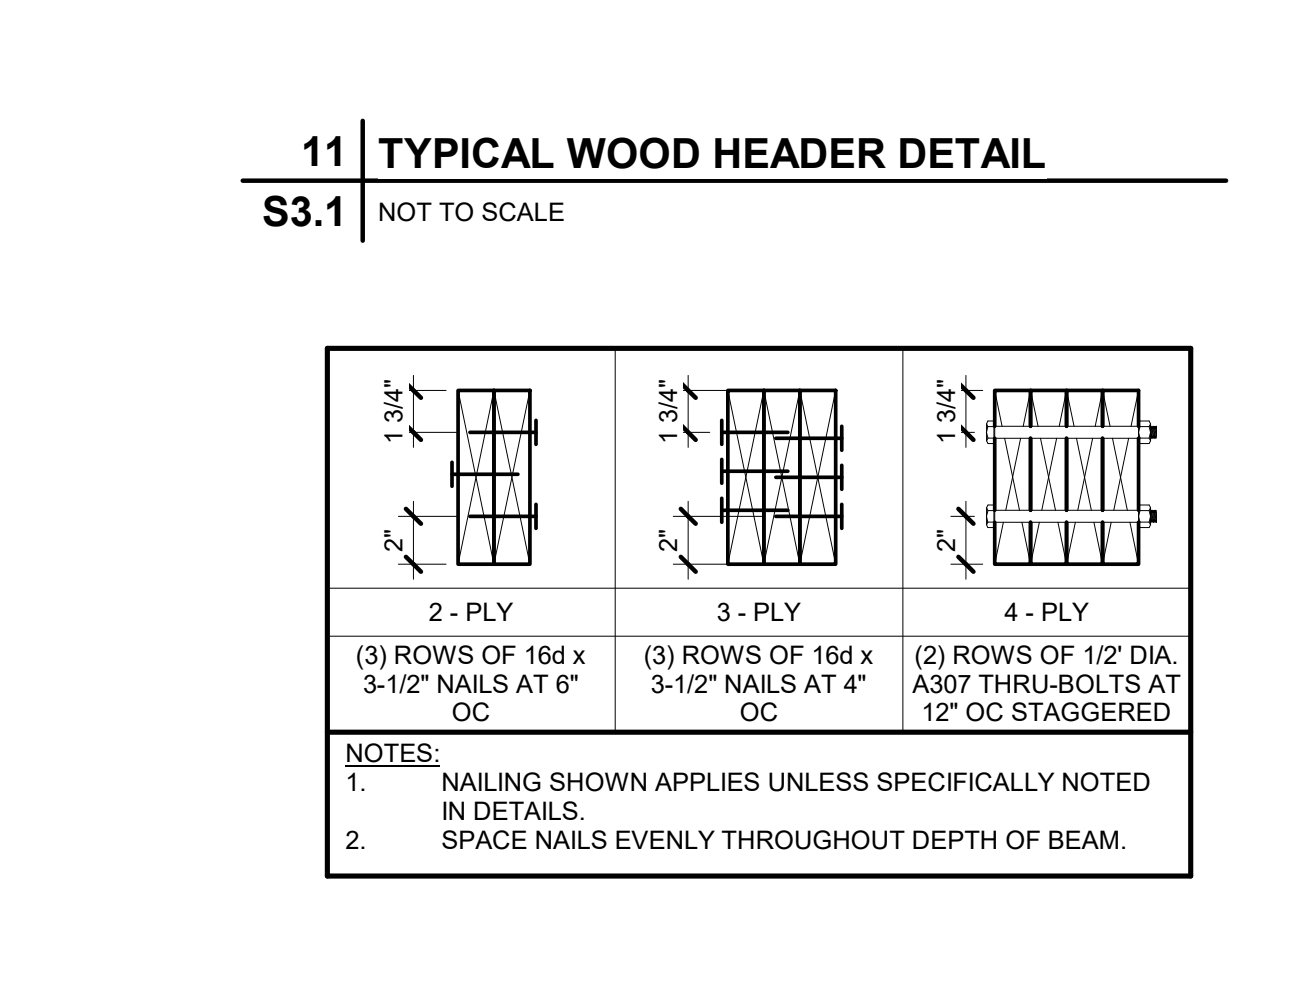 11 TYPICAL WOOD HEADER DETAIL
S3.1 NOT TO SCALE
1 3/4"
2"
1 3/4"
2"
1 3/4"
2"
2 - PLY
3 - PLY
4 - PLY
(3) ROWS OF 16d x
3-1/2" NAILS AT 6"
OC
(3) ROWS OF 16d x
3-1/2" NAILS AT 4"
OC
(2) ROWS OF 1/2' DIA.
A307 THRU-BOLTS AT
12" OC STAGGERED
NOTES:
1. NAILING SHOWN APPLIES UNLESS SPECIFICALLY NOTED
IN DETAILS.
2. SPACE NAILS EVENLY THROUGHOUT DEPTH OF BEAM.